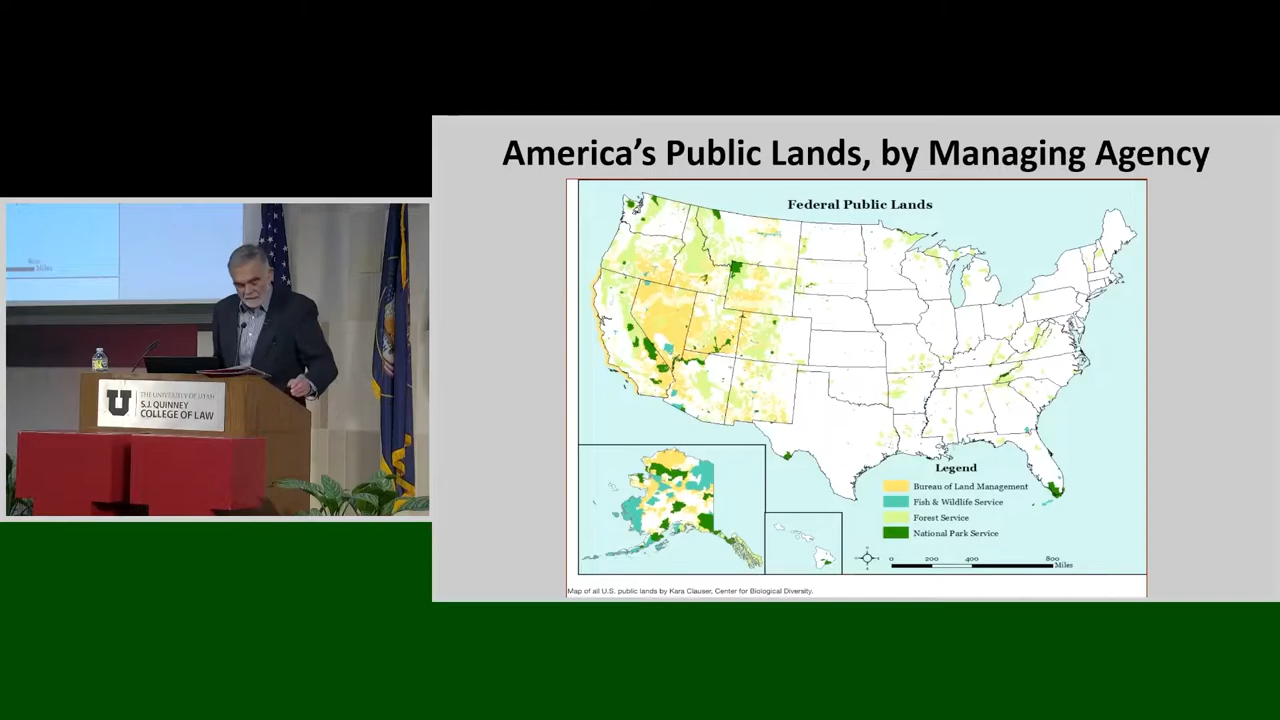 America's Public Lands, by Managing Agency
Federal Public Lands
Legend
Bureau of Land Management
Fish & Wildlife Service
Forest Service
National Park Service
0 200 400 800
Miles
Map of all U.S. public lands by Kara Clauser, Center for Biological Diversity.
Miles
U
THE UNIVERSITY OF UTAH
S.J. QUINNEY
COLLEGE OF LAW